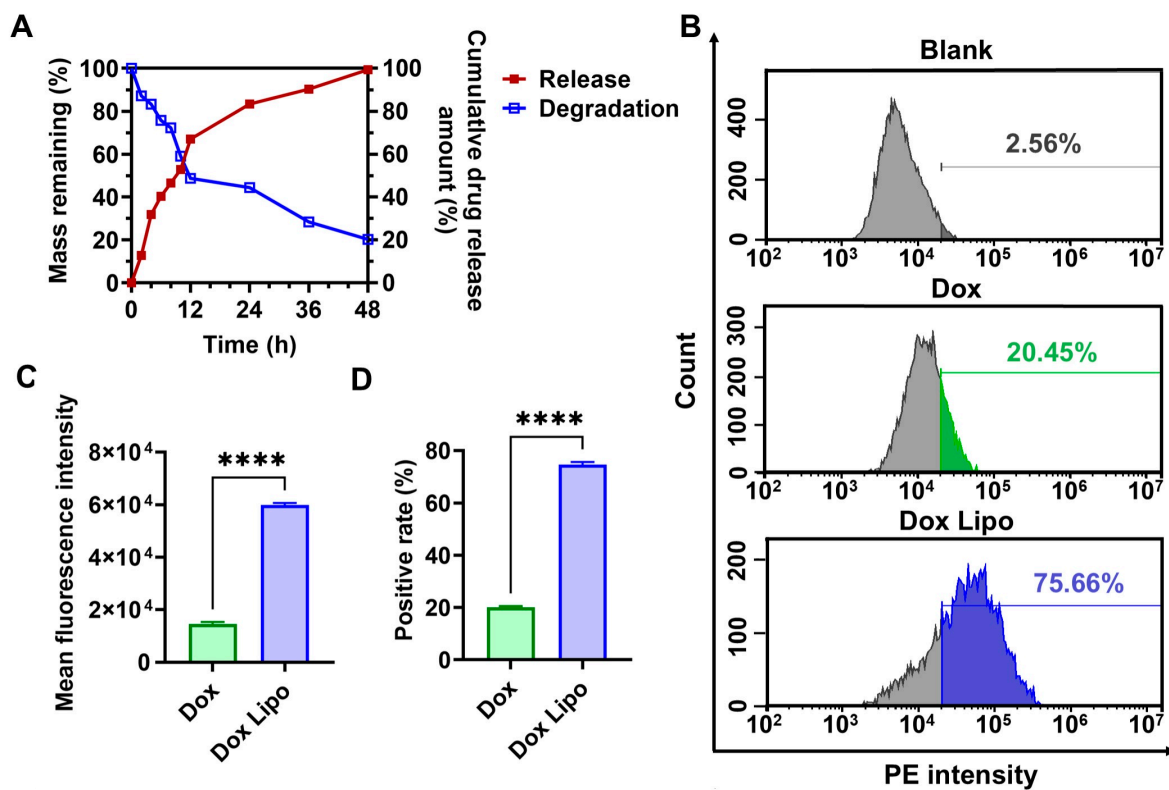 A
Mass remaining (%)
100
80
60
40
20
0
0
12
24
36
48
Time (h)
100
80
60
40
20
0
Cumulative drug release
amount (%)
Release
Degradation
B
Count
Blank
400
200
0
2.56%
10²
10³
10⁴
10⁵
10⁶
10⁷
Dox
300
200
100
0
20.45%
10²
10³
10⁴
10⁵
10⁶
10⁷
Dox Lipo
200
100
0
75.66%
10²
10³
10⁴
10⁵
10⁶
10⁷
PE intensity
C
Mean fluorescence intensity
8×10⁴
6×10⁴
4×10⁴
2×10⁴
0
****
Dox
Dox Lipo
D
Positive rate (%)
80
60
40
20
0
****
Dox
Dox Lipo